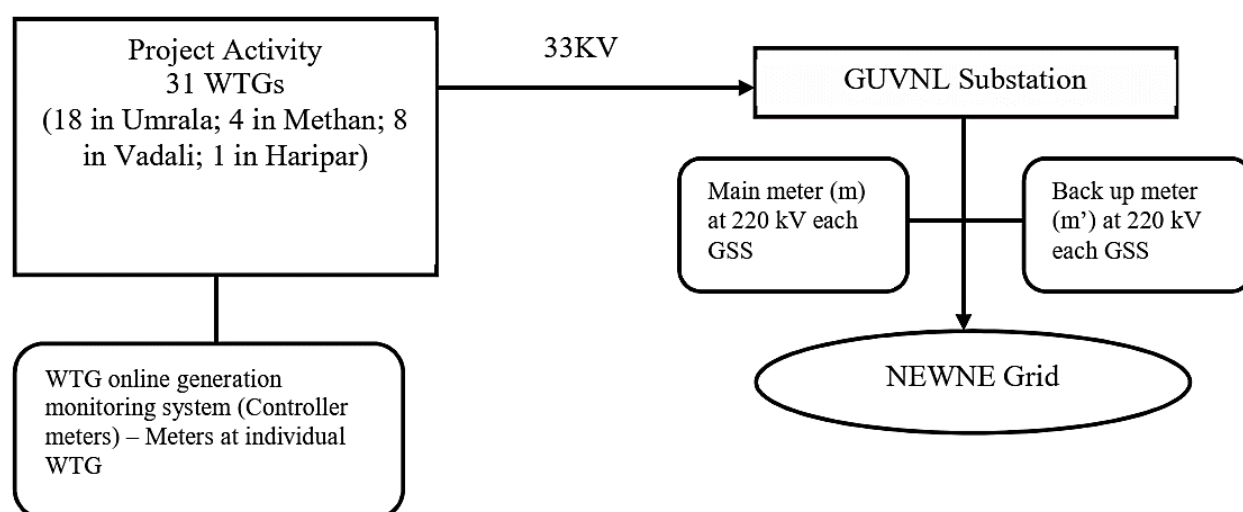 Project Activity
31 WTGs
(18 in Umrala; 4 in Methan; 8
in Vadali; 1 in Haripar)
33KV
GUVNL Substation
Main meter (m)
at 220 kV each
GSS
Back up meter
(m’) at 220 kV
each GSS
WTG online generation
monitoring system (Controller
meters) – Meters at individual
WTG
NEWNE Grid